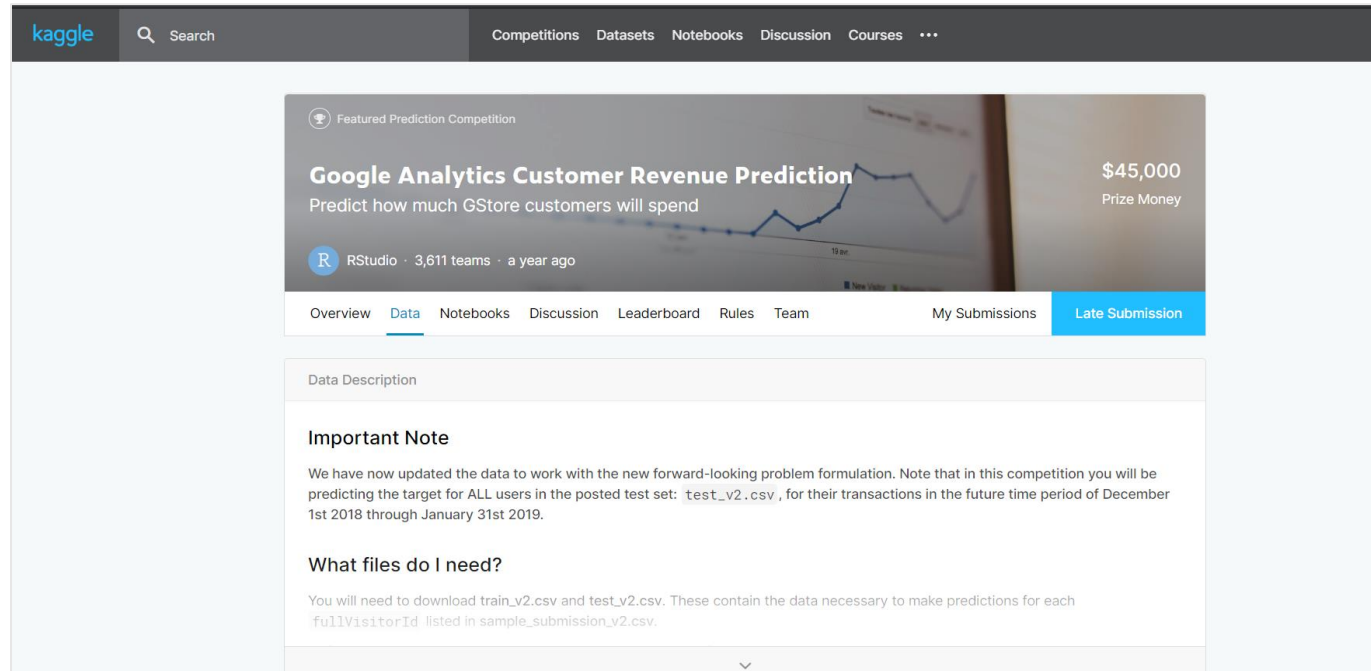 kaggle
Search
Competitions Datasets Notebooks Discussion Courses •••
Featured Prediction Competition
Google Analytics Customer Revenue Prediction
Predict how much GStore customers will spend
$45,000
Prize Money
R RStudio · 3,611 teams · a year ago
Overview Data Notebooks Discussion Leaderboard Rules Team My Submissions Late Submission
Data Description
Important Note
We have now updated the data to work with the new forward-looking problem formulation. Note that in this competition you will be
predicting the target for ALL users in the posted test set: test_v2.csv, for their transactions in the future time period of December
1st 2018 through January 31st 2019.
What files do I need?
You will need to download train_v2.csv and test_v2.csv. These contain the data necessary to make predictions for each
fullVisitorId listed in sample_submission_v2.csv.